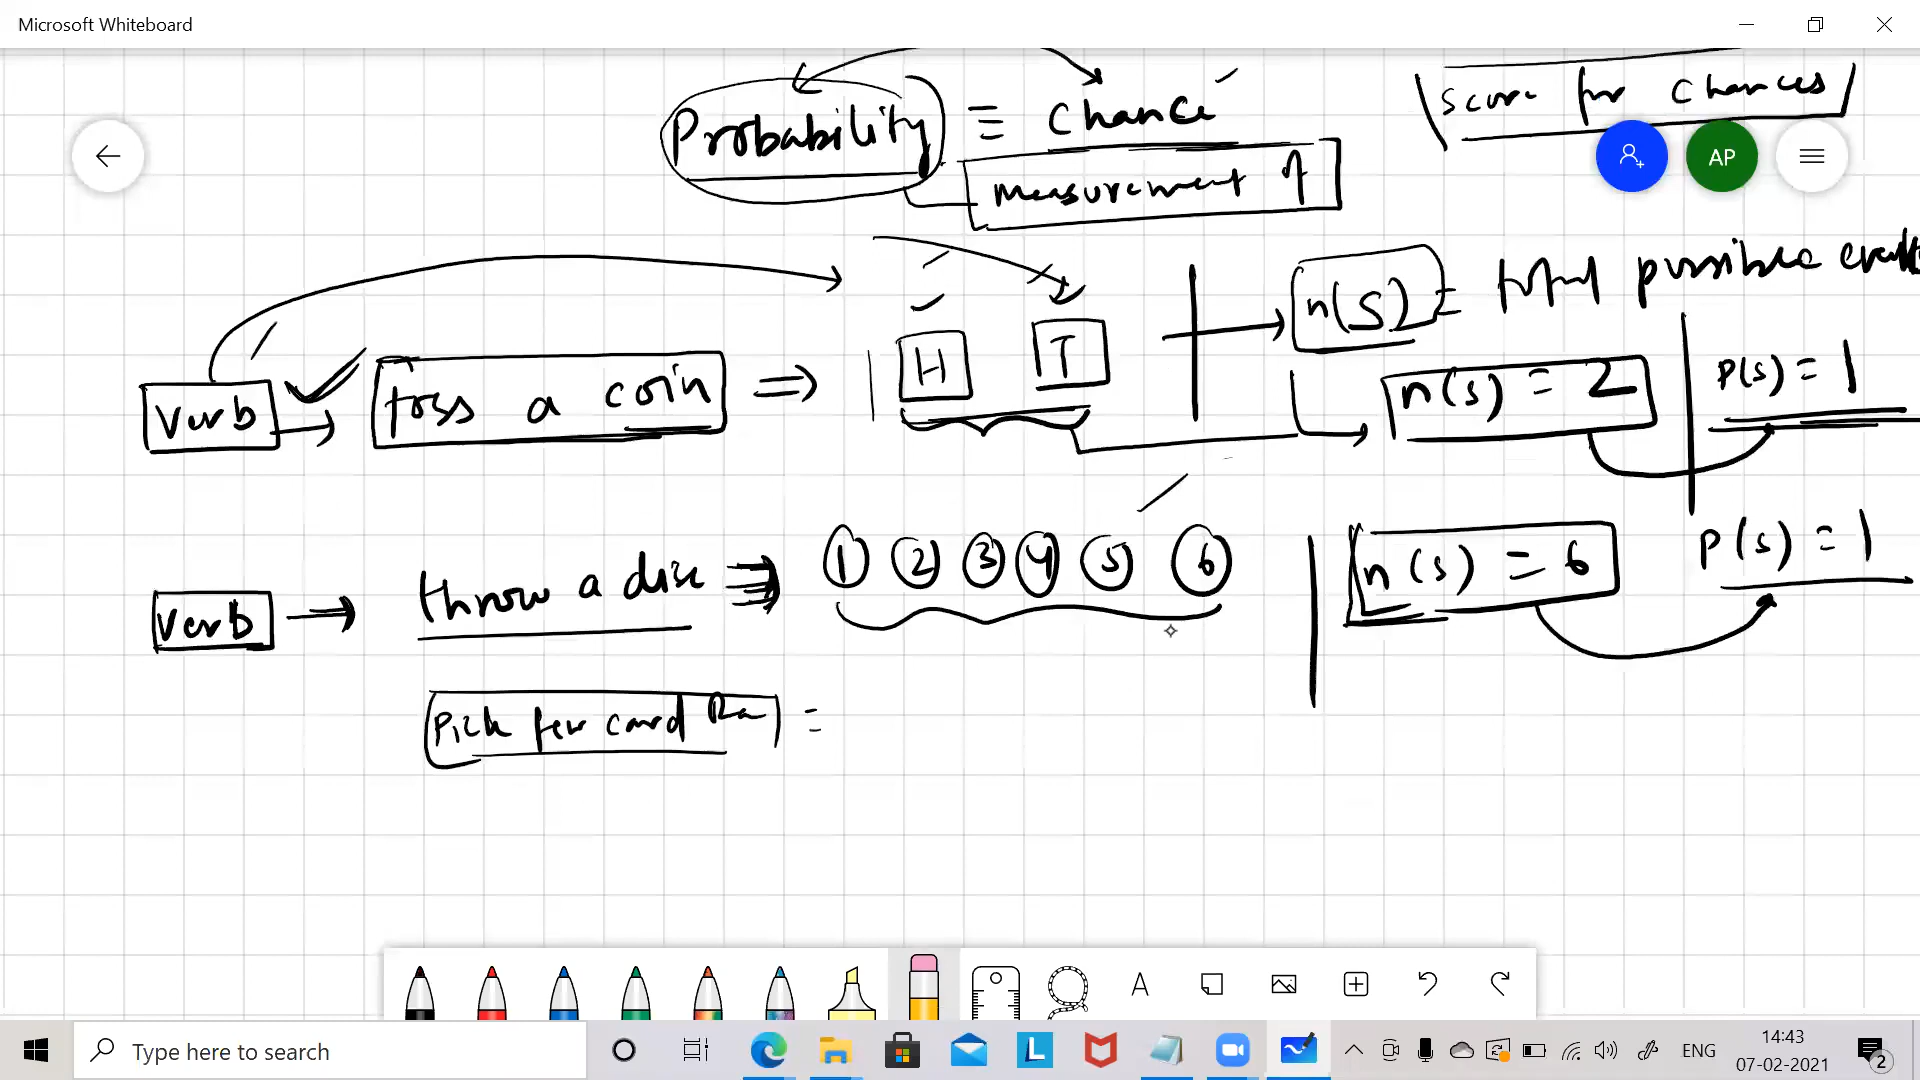 Microsoft Whiteboard
Probability ≡ Chance
Score for Chances
measurement of
AP
n(S) = total possible events
verb → toss a coin ⇒ H T
n(s) = 2
P(s) = 1
verb → throw a dice ⇒ 1 2 3 4 5 6
n(s) = 6
P(s) = 1
Pick few card =
A
Type here to search
L
ENG
14:43
07-02-2021
2